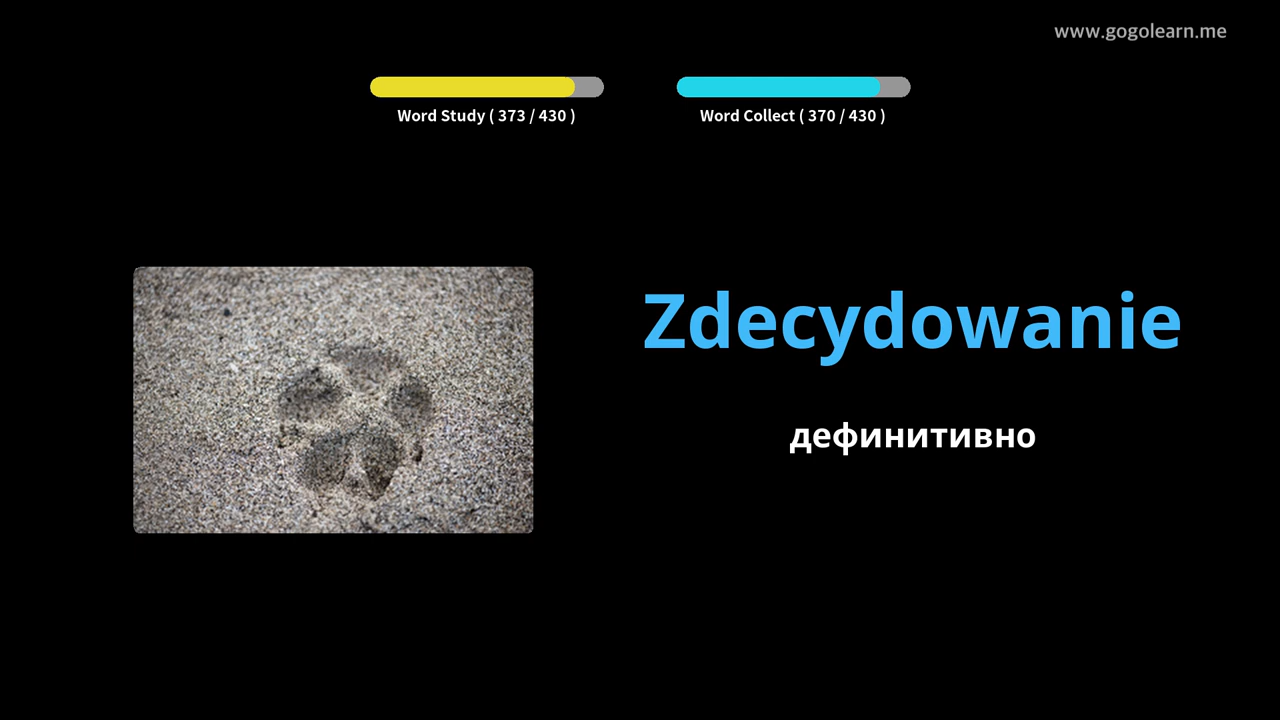 www.gogolearn.me
Word Study ( 373 / 430 )
Word Collect ( 370 / 430 )
Zdecydowanie
дефинитивно